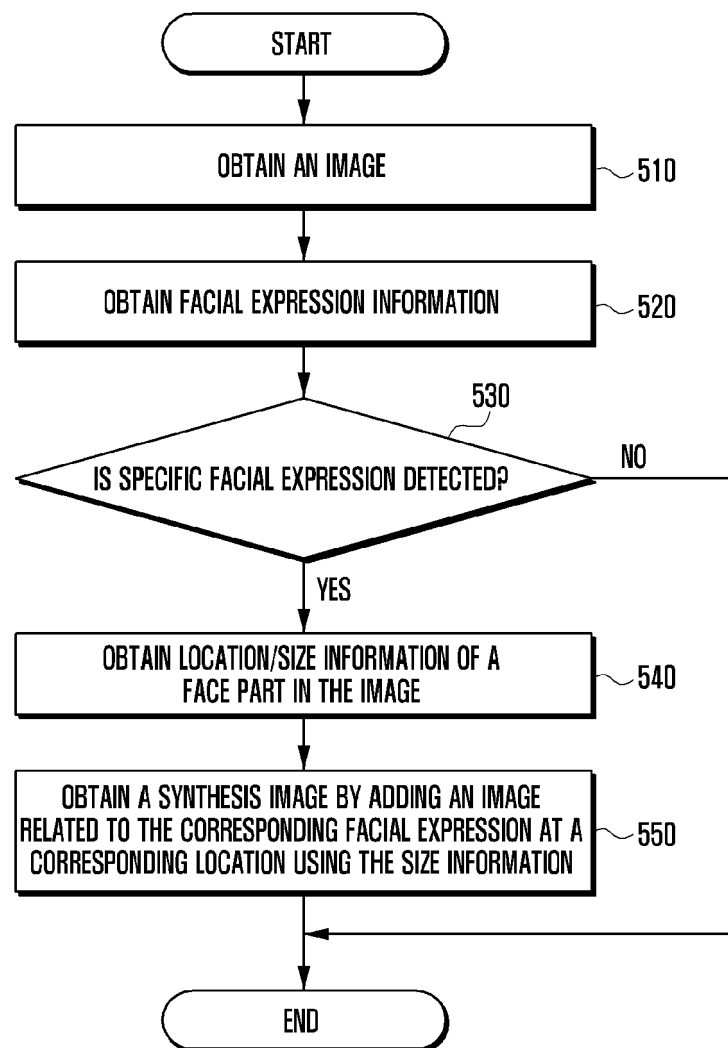 START
OBTAIN AN IMAGE
510
OBTAIN FACIAL EXPRESSION INFORMATION
520
530
IS SPECIFIC FACIAL EXPRESSION DETECTED?
NO
YES
OBTAIN LOCATION/SIZE INFORMATION OF A
FACE PART IN THE IMAGE
540
OBTAIN A SYNTHESIS IMAGE BY ADDING AN IMAGE
RELATED TO THE CORRESPONDING FACIAL EXPRESSION AT A
CORRESPONDING LOCATION USING THE SIZE INFORMATION
550
END